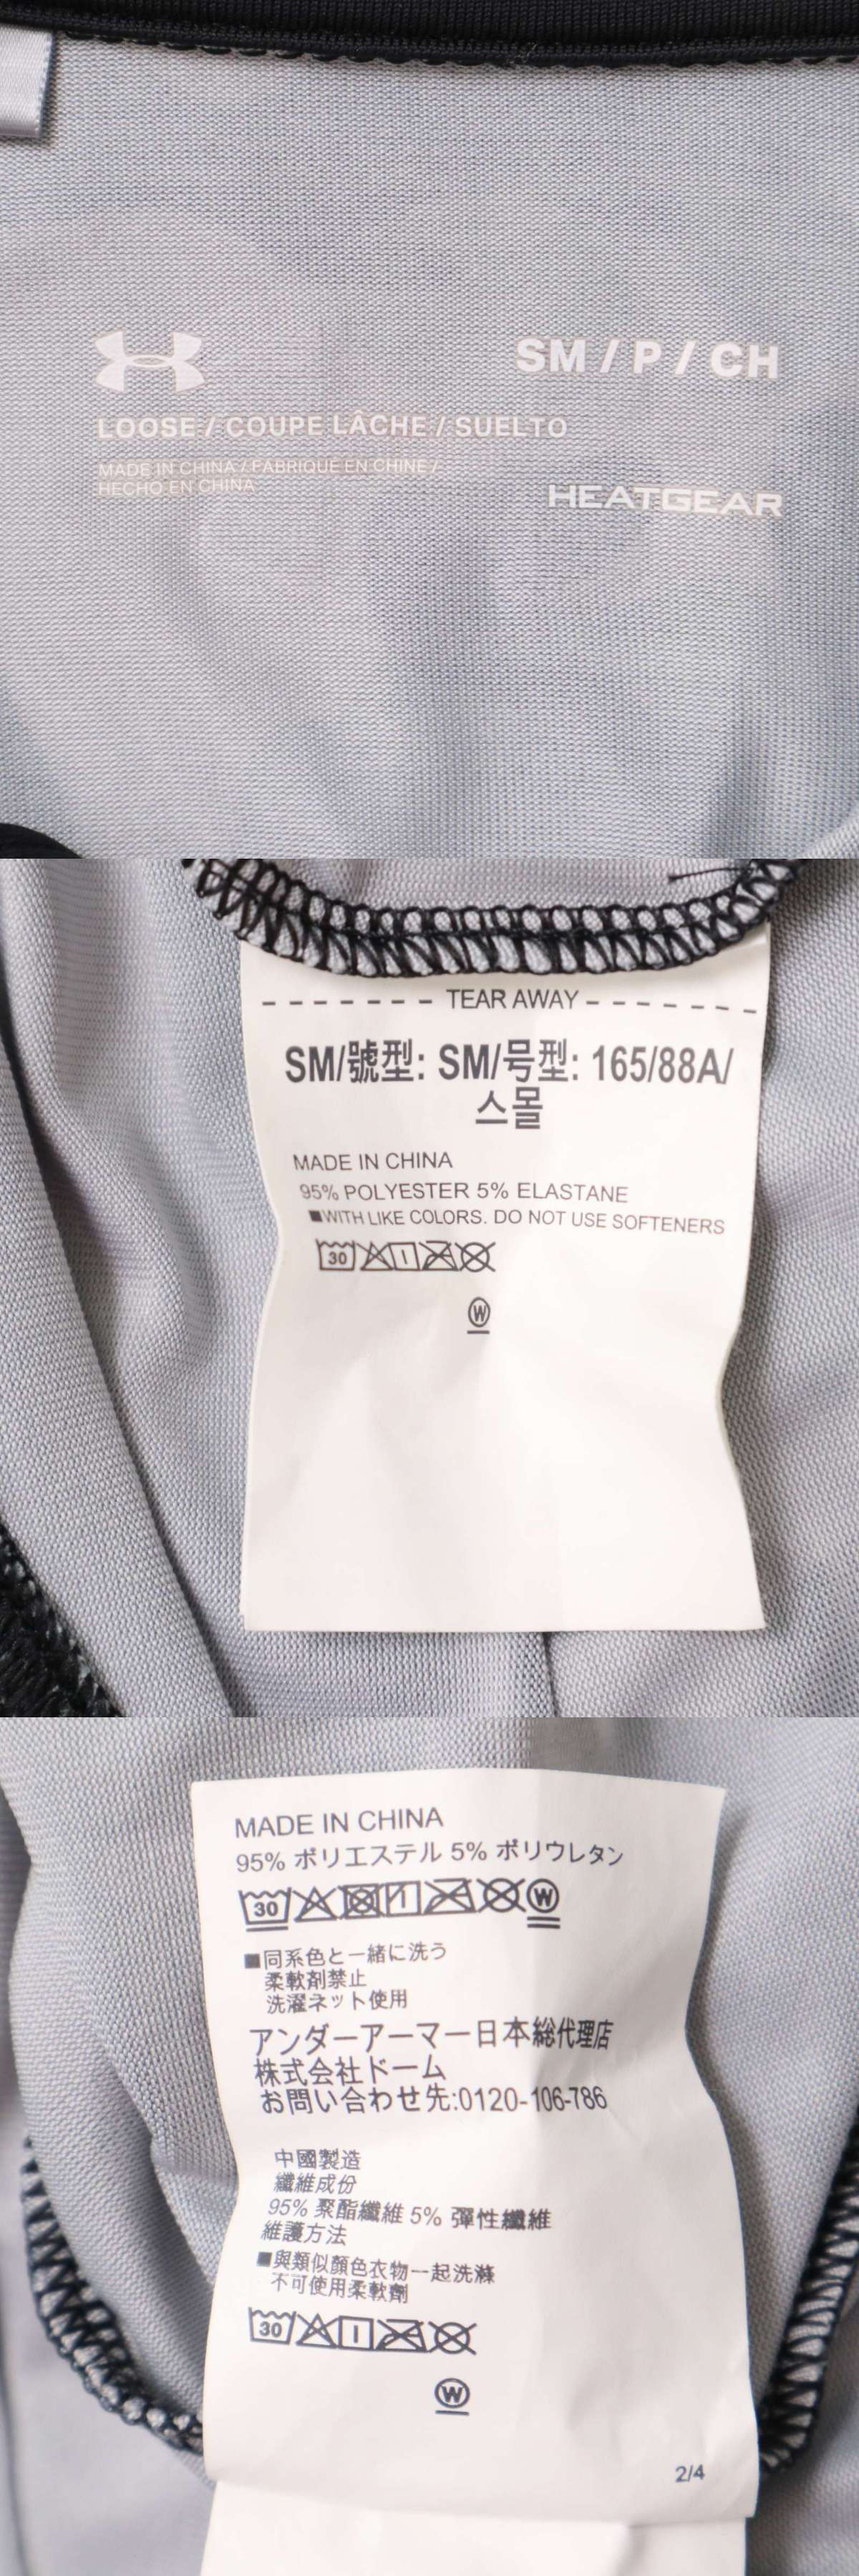 SM / P / CH
LOOSE / COUPE LÂCHE / SUELTO
MADE IN CHINA / FABRIQUÉ EN CHINE /
HECHO EN CHINA
HEATGEAR
TEAR AWAY
SM/號型: SM/号型: 165/88A/
스몰
MADE IN CHINA
95% POLYESTER 5% ELASTANE
■WITH LIKE COLORS. DO NOT USE SOFTENERS
30
W
MADE IN CHINA
95% ポリエステル 5% ポリウレタン
30 W
■同系色と一緒に洗う
柔軟剤禁止
洗濯ネット使用
アンダーアーマー日本総代理店
株式会社ドーム
お問い合わせ先:0120-106-786
中國製造
纖維成份
95% 聚酯纖維 5% 彈性纖維
維護方法
■與類似顏色衣物一起洗滌
不可使用柔軟劑
30
W
2/4